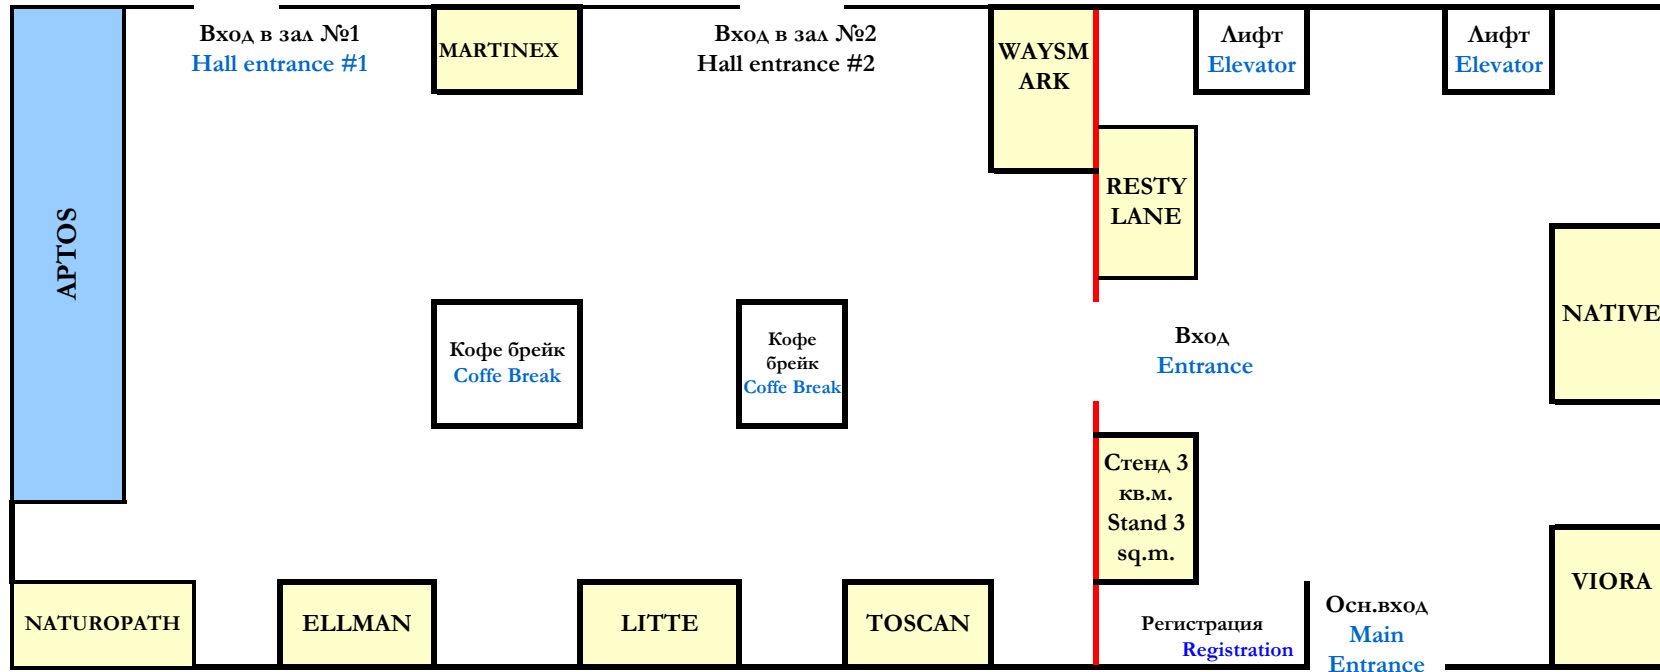 Вход в зал №1
Hall entrance #1
MARTINEX
Вход в зал №2
Hall entrance #2
WAYSM
ARK
Лифт
Elevator
Лифт
Elevator
APTOS
RESTY
LANE
NATIVE
Кофе брейк
Coffe Break
Кофе
брейк
Coffe Break
Вход
Entrance
Стенд 3
кв.м.
Stand 3
sq.m.
NATUROPATH
ELLMAN
LITTE
TOSCAN
Регистрация
Registration
Осн.вход
Main
Entrance
VIORA